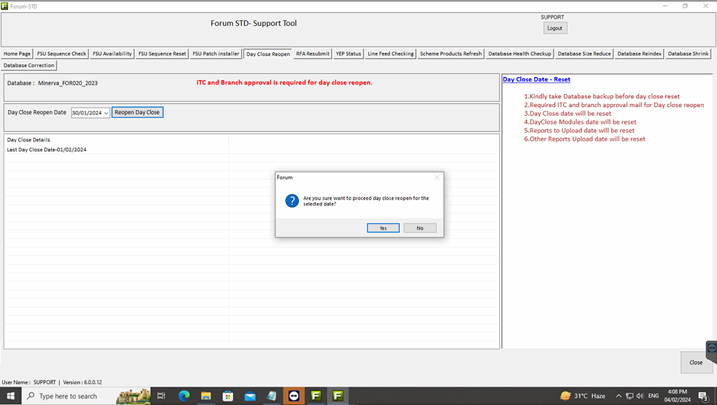 Forum-STD
Forum STD- Support Tool
SUPPORT
Logout
Home Page
FSU Sequence Check
FSU Availability
FSU Sequence Reset
FSU Patch Installer
Day Close Reopen
RFA Resubmit
YEP Status
Line Feed Checking
Scheme Products Refresh
Database Health Checkup
Database Size Reduce
Database Reindex
Database Shrink
Database Correction
Database : Minerva_FOR020_2023
ITC and Branch approval is required for day close reopen.
Day Close Reopen Date
30/01/2024
Reopen Day Close
Day Close Details
Last Day Close Date-01/02/2024
Day Close Date - Reset
1.Kindly take Database backup before day close reset
2.Required ITC and branch approval mail for Day close reopen
3.Day Close date will be reset
4.DayClose Modules date will be reset
5.Reports to Upload date will be reset
6.Other Reports Upload date will be reset
Forum
Are you sure want to proceed day close reopen for the
selected date?
Yes
No
Close
User Name : SUPPORT | Version : 6.0.0.12
Type here to search
31°C Haze
ENG
4:08 PM
04/02/2024